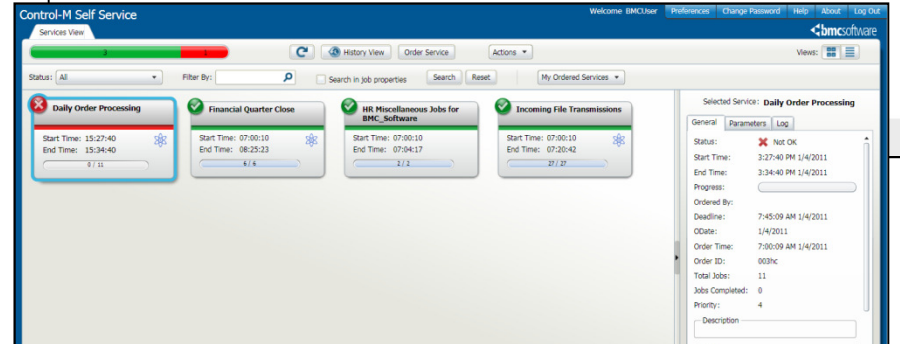 Control-M Self Service
Welcome BMCUser Preferences Change Password Help About Log Out
Services View
bmcsoftware
3 1 History View Order Service Actions Views:
Status: All Filter By: Search in job properties Search Reset My Ordered Services
Daily Order Processing
Start Time: 15:27:40
End Time: 15:34:40
0 / 11
Financial Quarter Close
Start Time: 07:00:10
End Time: 08:25:23
6 / 6
HR Miscellaneous Jobs for
BMC_Software
Start Time: 07:00:10
End Time: 07:04:17
2 / 2
Incoming File Transmissions
Start Time: 07:00:10
End Time: 07:20:42
27 / 27
Selected Service: Daily Order Processing
General Parameters Log
Status: Not OK
Start Time: 3:27:40 PM 1/4/2011
End Time: 3:34:40 PM 1/4/2011
Progress:
Ordered By:
Deadline: 7:45:09 AM 1/4/2011
ODate: 1/4/2011
Order Time: 7:00:09 AM 1/4/2011
Order ID: 003hc
Total Jobs: 11
Jobs Completed: 0
Priority: 4
Description